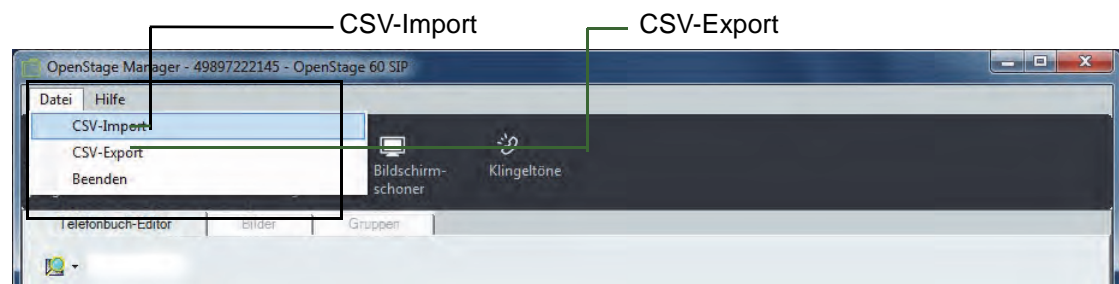 CSV-Import CSV-Export
OpenStage Manager - 49897222145 - OpenStage 60 SIP
Datei Hilfe
CSV-Import
CSV-Export
Beenden
Bildschirm-
schoner
Klingeltöne
Telefonbuch-Editor Bilder Gruppen